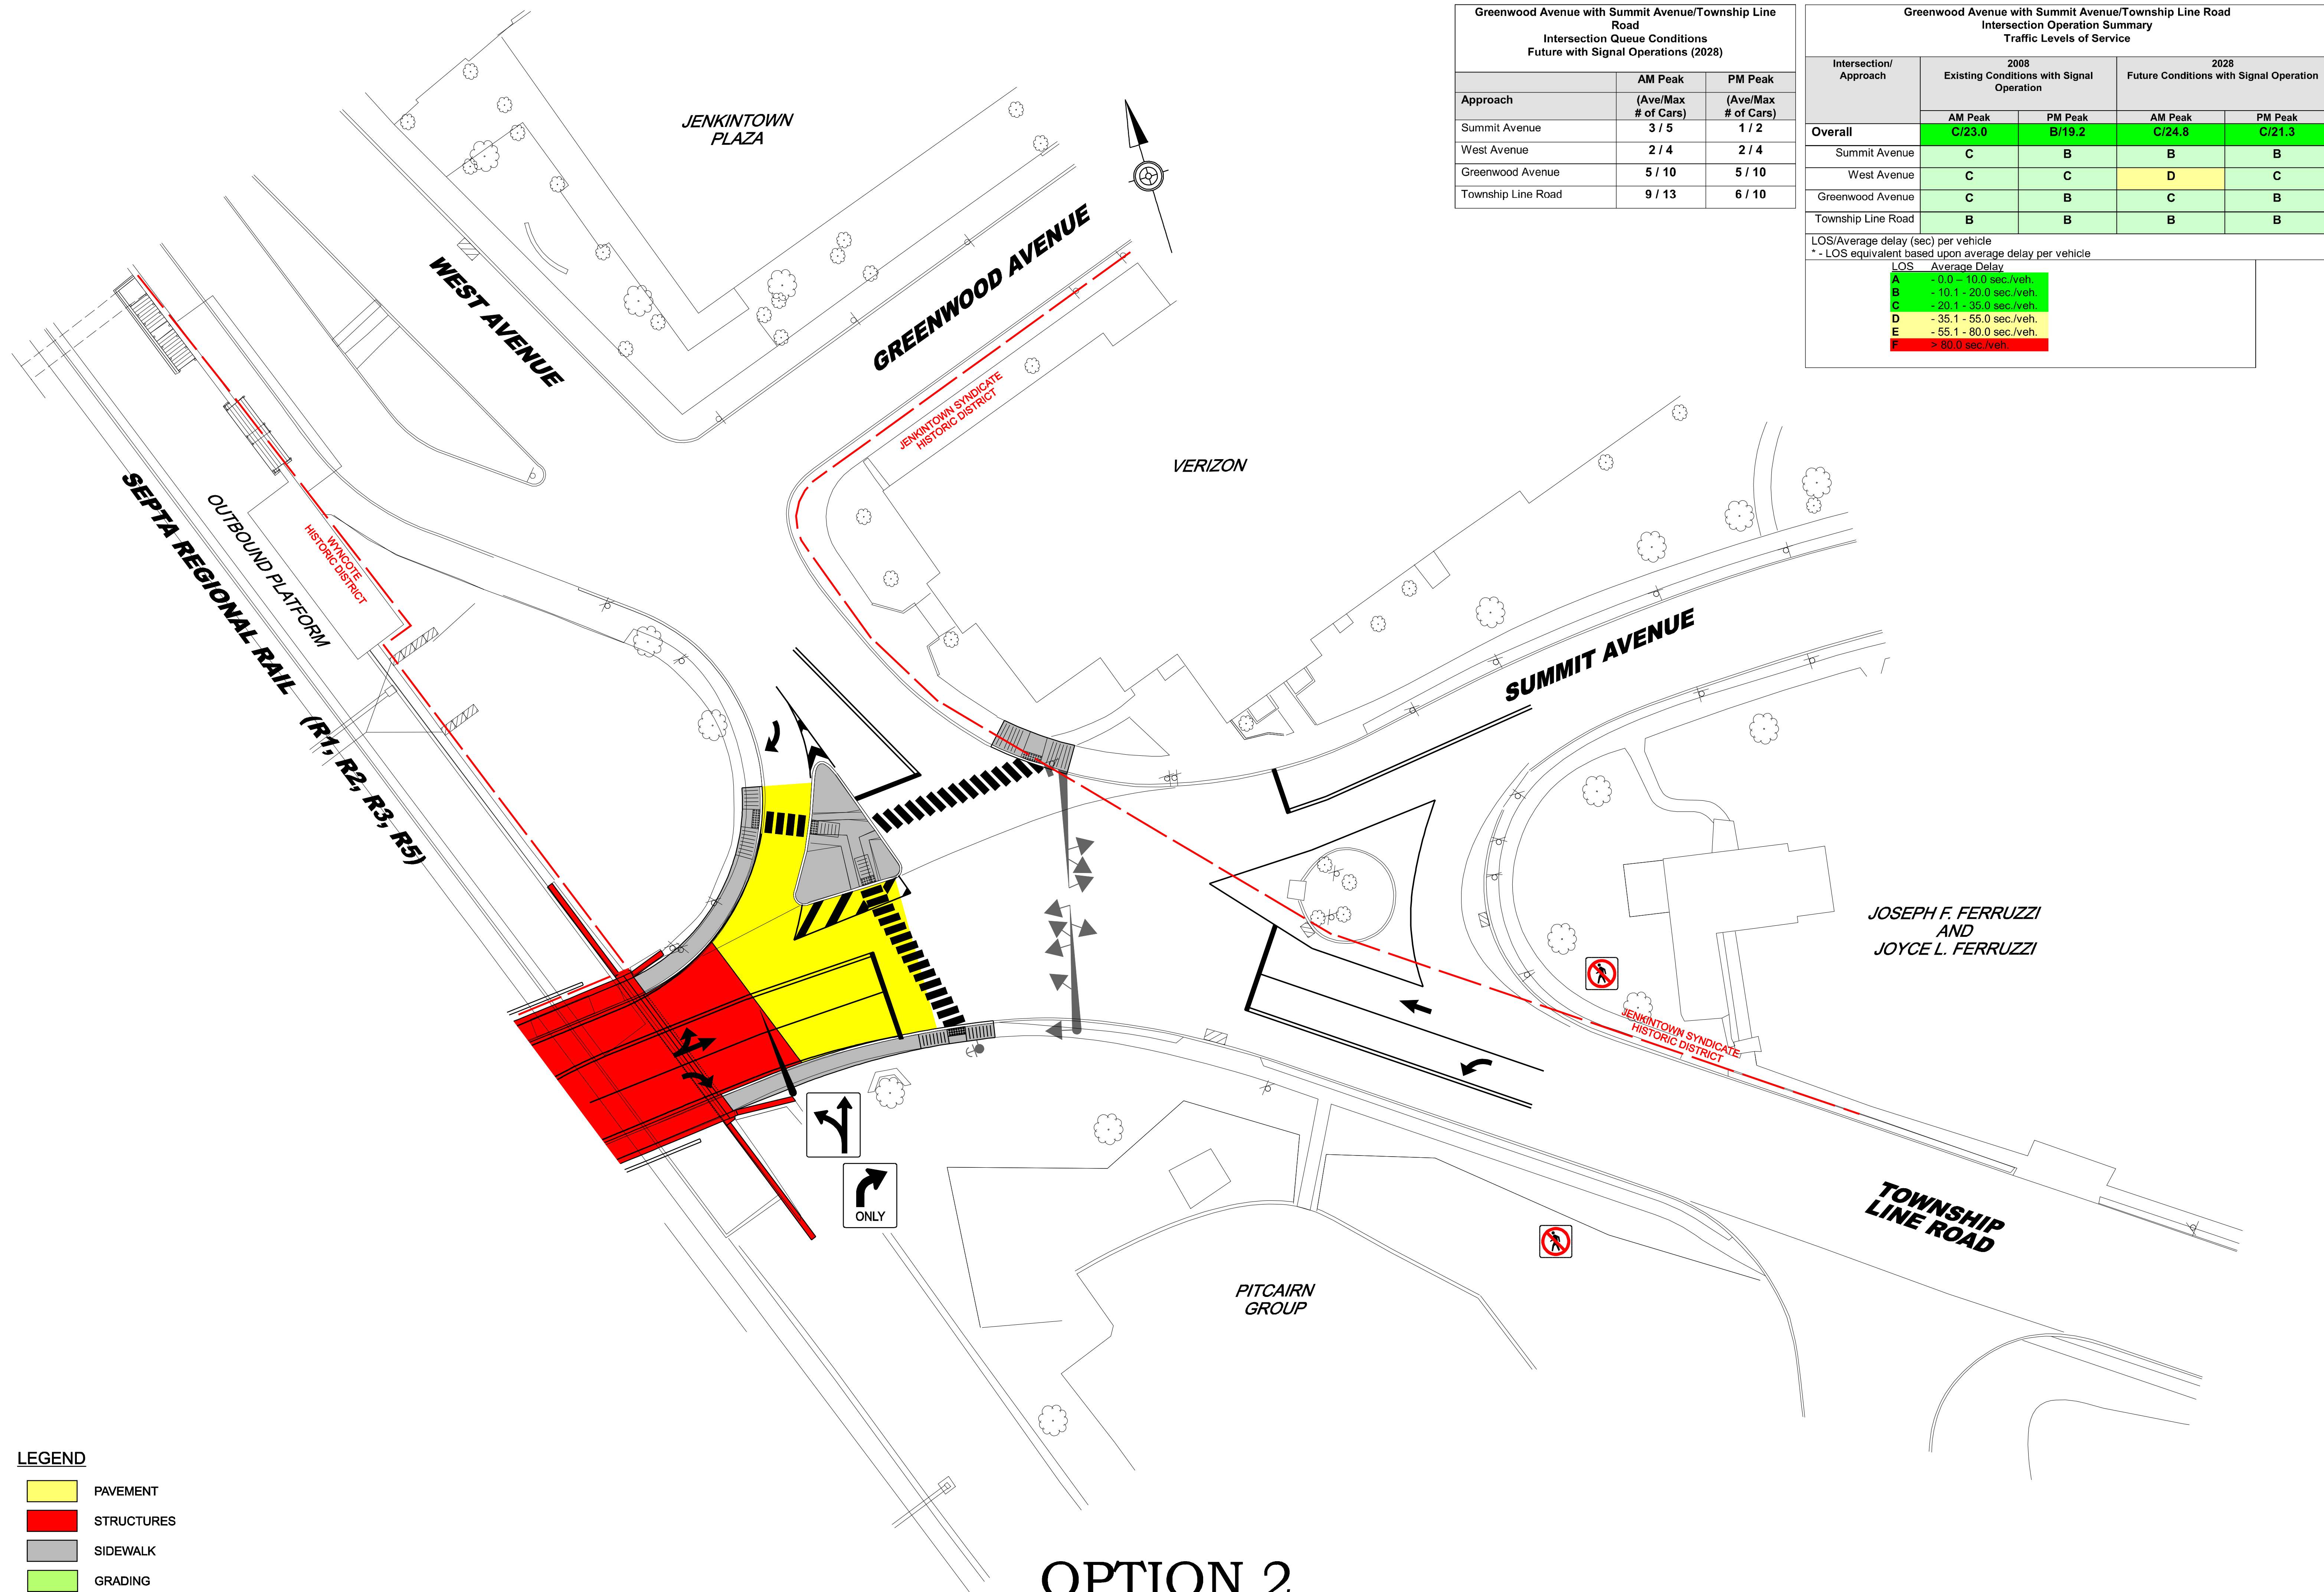 Greenwood Avenue with Summit Avenue/Township Line
Road
Intersection Queue Conditions
Future with Signal Operations (2028)
AM Peak PM Peak
Approach (Ave/Max # of Cars) (Ave/Max # of Cars)
Summit Avenue 3 / 5 1 / 2
West Avenue 2 / 4 2 / 4
Greenwood Avenue 5 / 10 5 / 10
Township Line Road 9 / 13 6 / 10
Greenwood Avenue with Summit Avenue/Township Line Road
Intersection Operation Summary
Traffic Levels of Service
Intersection/ Approach 2008 Existing Conditions with Signal Operation 2028 Future Conditions with Signal Operation
AM Peak PM Peak AM Peak PM Peak
Overall C/23.0 B/19.2 C/24.8 C/21.3
Summit Avenue C B B B
West Avenue C C D C
Greenwood Avenue C B C B
Township Line Road B B B B
LOS/Average delay (sec) per vehicle
* - LOS equivalent based upon average delay per vehicle
LOS Average Delay
A - 0.0 – 10.0 sec./veh.
B - 10.1 - 20.0 sec./veh.
C - 20.1 - 35.0 sec./veh.
D - 35.1 - 55.0 sec./veh.
E - 55.1 - 80.0 sec./veh.
F > 80.0 sec./veh.
JENKINTOWN
PLAZA
WEST AVENUE
GREENWOOD AVENUE
JENKINTOWN SYNDICATE
HISTORIC DISTRICT
VERIZON
SEPTA REGIONAL RAIL (R1, R2, R3, R5)
OUTBOUND PLATFORM
WYNCOTE
HISTORIC DISTRICT
SUMMIT AVENUE
JOSEPH F. FERRUZZI
AND
JOYCE L. FERRUZZI
JENKINTOWN SYNDICATE
HISTORIC DISTRICT
ONLY
TOWNSHIP
LINE ROAD
PITCAIRN
GROUP
LEGEND
PAVEMENT
STRUCTURES
SIDEWALK
GRADING
OPTION 2